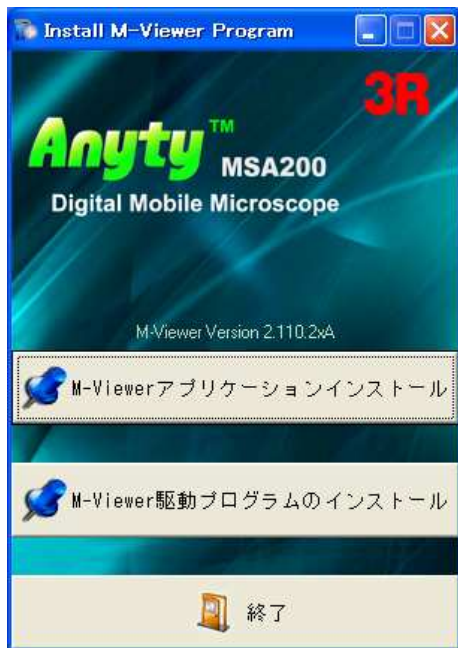 Install M-Viewer Program
3R
Anyty™
MSA200
Digital Mobile Microscope
M-Viewer Version 2.110.2xA
M-Viewerアプリケーションインストール
M-Viewer駆動プログラムのインストール
終了